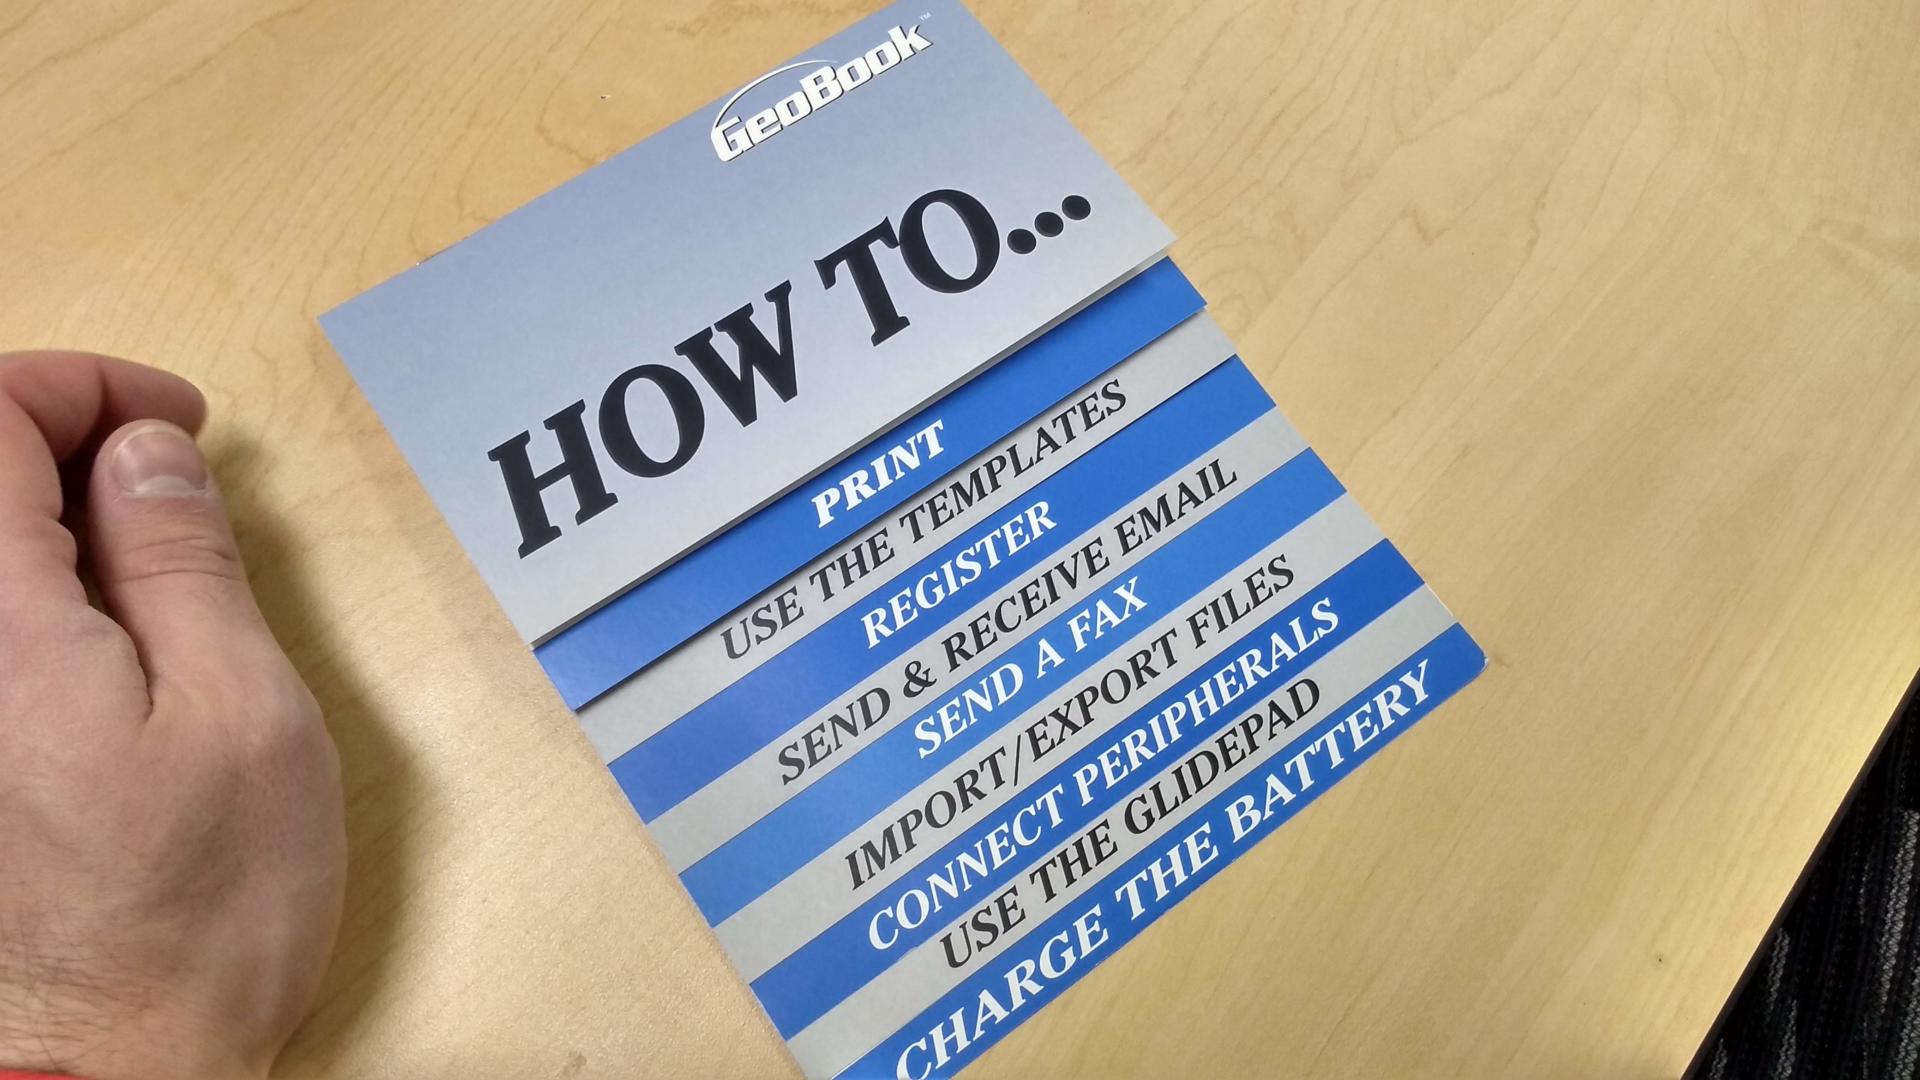 GeoBook™
HOW TO...
PRINT
USE THE TEMPLATES
REGISTER
SEND & RECEIVE EMAIL
SEND A FAX
IMPORT/EXPORT FILES
CONNECT PERIPHERALS
USE THE GLIDEPAD
CHARGE THE BATTERY